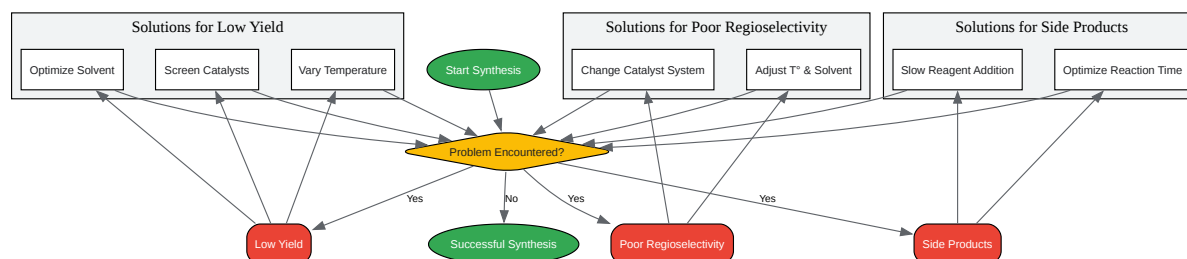 Solutions for Low Yield
Solutions for Poor Regioselectivity
Solutions for Side Products
Optimize Solvent
Screen Catalysts
Vary Temperature
Start Synthesis
Change Catalyst System
Adjust T° & Solvent
Slow Reagent Addition
Optimize Reaction Time
Problem Encountered?
Yes
No
Yes
Yes
Low Yield
Successful Synthesis
Poor Regioselectivity
Side Products